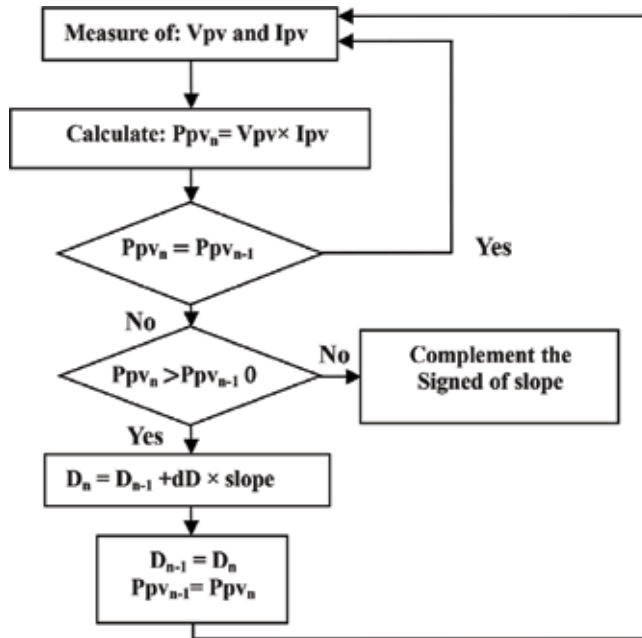 Measure of: Vpv and Ipv
Calculate: Ppvₙ= Vpv× Ipv
Ppvₙ = Ppvₙ₋₁
Yes
No
Ppvₙ >Ppvₙ₋₁ 0
No
Complement the
Signed of slope
Yes
Dₙ = Dₙ₋₁ +dD × slope
Dₙ₋₁ = Dₙ
Ppvₙ₋₁= Ppvₙ